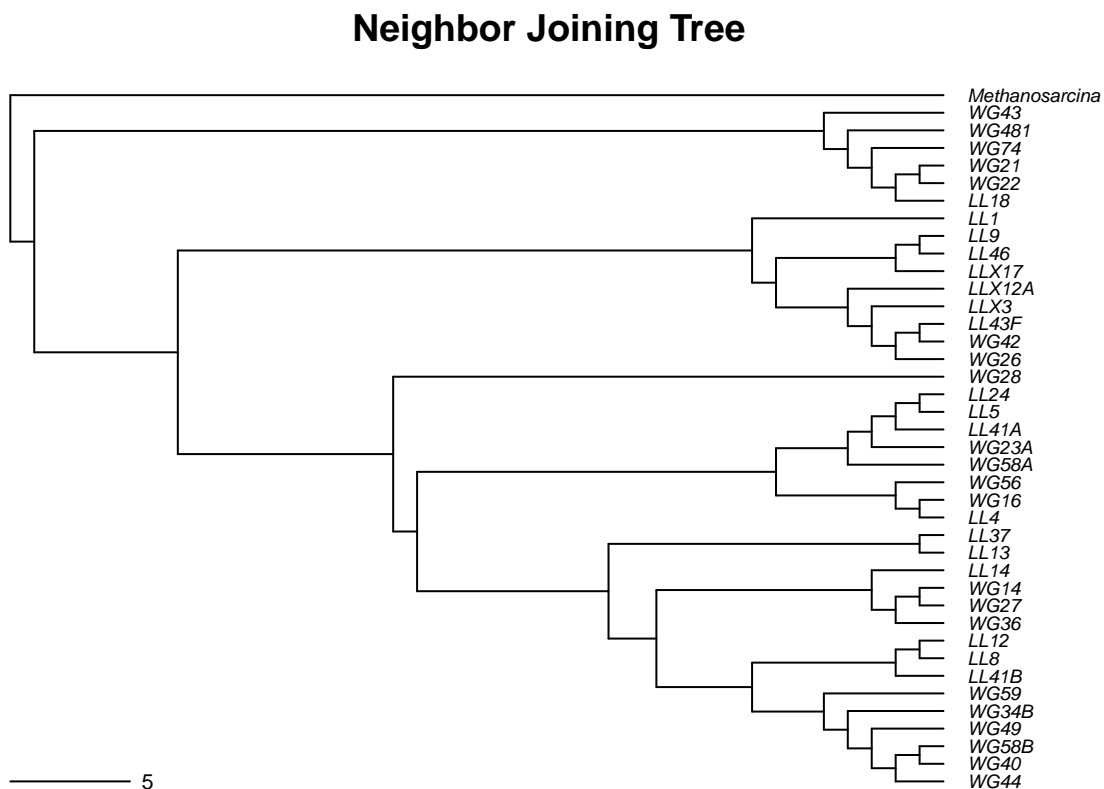 Neighbor Joining Tree
Methanosarcina
WG43
WG481
WG74
WG21
WG22
LL18
LL1
LL9
LL46
LLX17
LLX12A
LLX3
LL43F
WG42
WG26
WG28
LL24
LL5
LL41A
WG23A
WG58A
WG56
WG16
LL4
LL37
LL13
LL14
WG14
WG27
WG36
LL12
LL8
LL41B
WG59
WG34B
WG49
WG58B
WG40
WG44
5